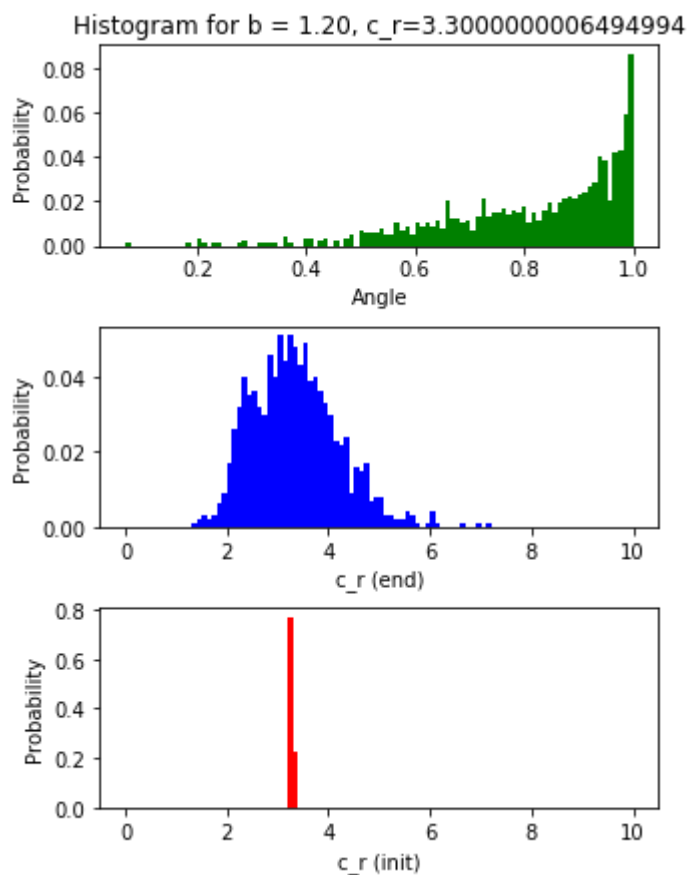 Histogram for b = 1.20, c_r=3.3000000006494994
0.08
0.06
0.04
0.02
0.00
Probability
0.2 0.4 0.6 0.8 1.0
Angle
0.04
0.02
0.00
Probability
0 2 4 6 8 10
c_r (end)
0.8
0.6
0.4
0.2
0.0
Probability
0 2 4 6 8 10
c_r (init)